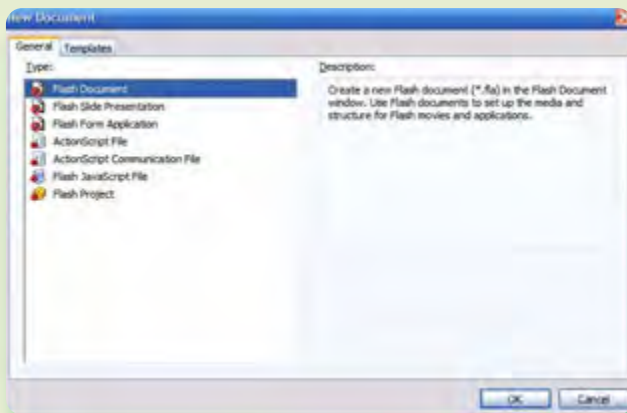 New Document
General Templates
Type:
Flash Document
Flash Slide Presentation
Flash Form Application
ActionScript File
ActionScript Communication File
Flash JavaScript File
Flash Project
Description:
Create a new Flash document (*.fla) in the Flash Document
window. Use Flash documents to set up the media and
structure for Flash movies and applications.
OK Cancel